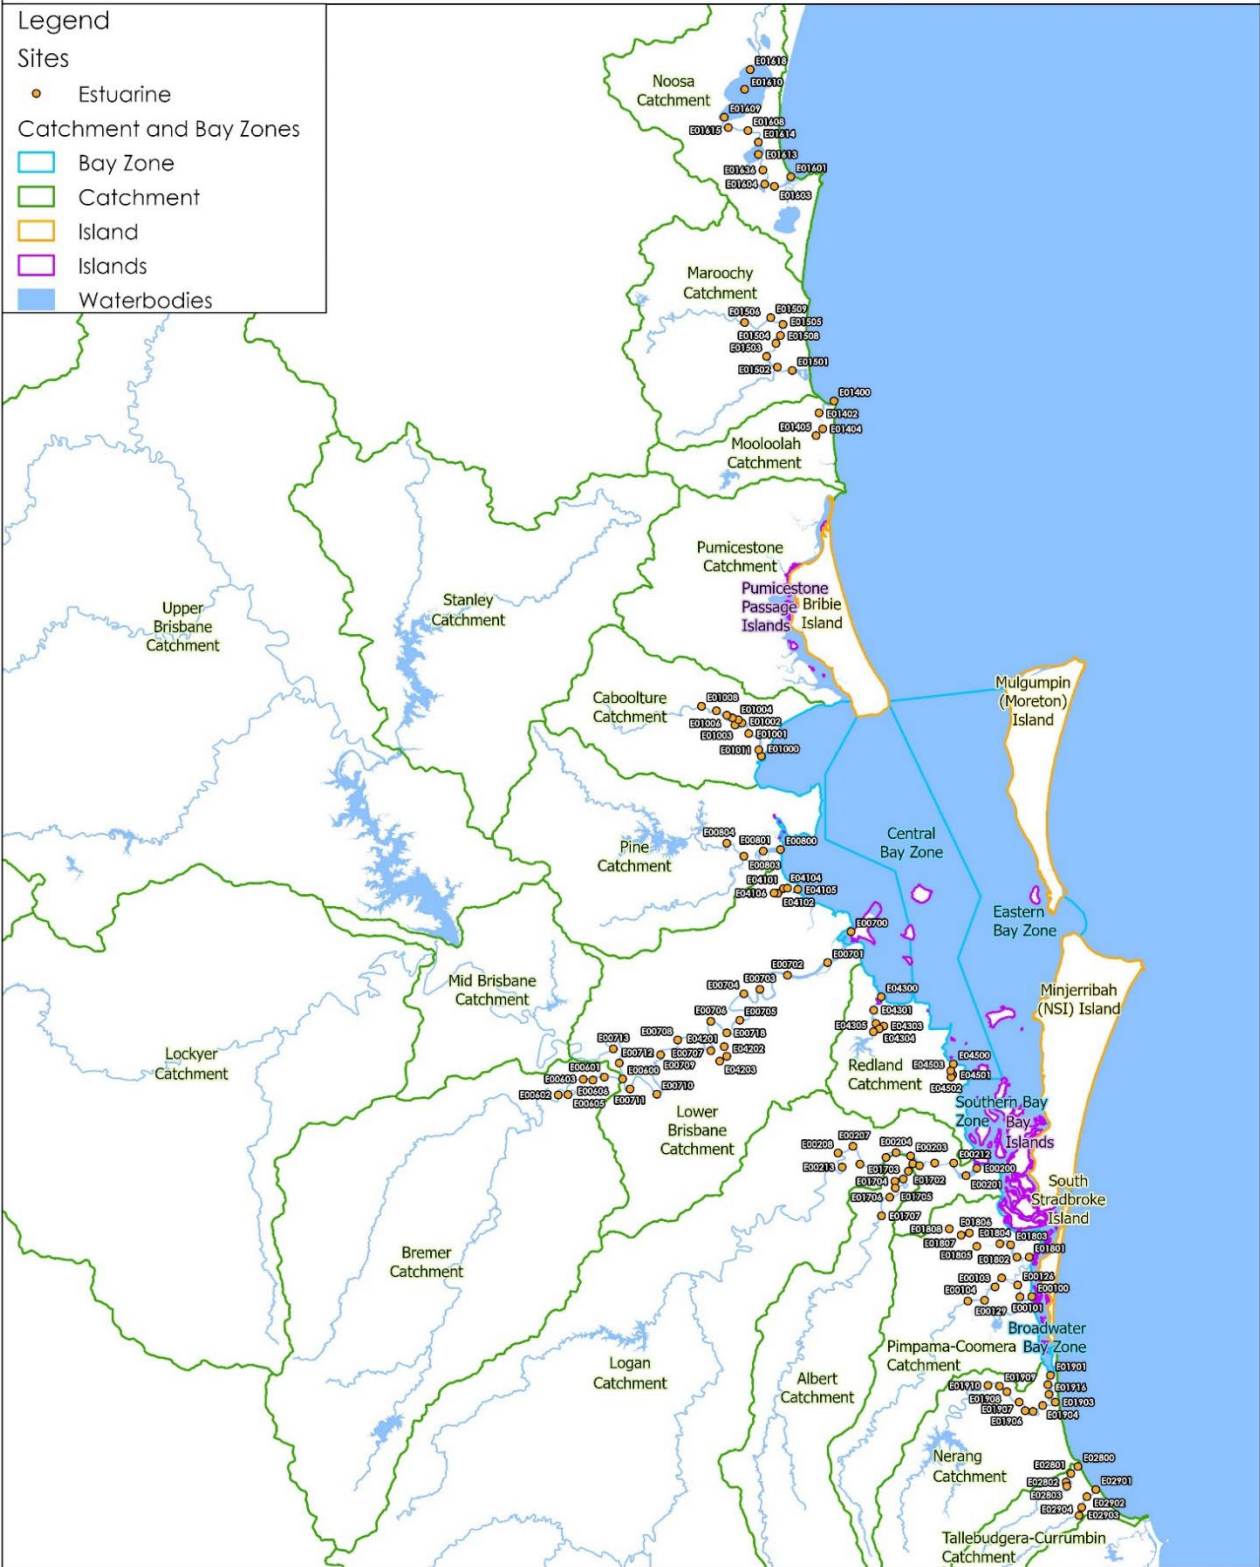 Legend
Sites
Estuarine
Catchment and Bay Zones
Bay Zone
Catchment
Island
Islands
Waterbodies
Noosa
Catchment
E01618
E01610
E01609
E01608
E01615
E01614
E01613
E01636
E01601
E01604
E01603
Maroochy
Catchment
E01506
E01509
E01505
E01504
E01508
E01503
E01502
E01501
E01400
E01402
E01405
E01404
Mooloolah
Catchment
Pumicestone
Catchment
Pumicestone
Passage
Islands
Bribie
Island
Stanley
Catchment
Upper
Brisbane
Catchment
Caboolture
Catchment
E01008
E01004
E01006
E01002
E01003
E01001
E01011
E01000
Mulgumpin
(Moreton)
Island
Central
Bay Zone
Pine
Catchment
E00804
E00801
E00800
E00803
E04101
E04104
E04106
E04105
E04102
Eastern
Bay Zone
E00700
E00701
E00702
E00703
E00704
Mid Brisbane
Catchment
Minjerribah
(NSI) Island
E04300
E04301
E04305
E04303
E04304
E00706
E00705
E00708
E04201
E00718
E00713
E00712
E00707
E04202
E00709
E04203
E00601
E00600
E00603
E00606
E00602
E00605
E00711
E00710
Lockyer
Catchment
Redland
Catchment
E04500
E04503
E04501
E04502
Southern Bay
Zone
Bay
Islands
Lower
Brisbane
Catchment
E00207
E00208
E00204
E00203
E00212
E00213
E01703
E00200
E01704
E01702
E00201
E01706
E01705
E01707
South
Stradbroke
Island
E01808
E01806
E01804
E01803
E01807
E01801
E01805
E01802
Bremer
Catchment
E00103
E00126
E00104
E00100
E00129
E00101
Broadwater
Bay Zone
Pimpama-Coomera
Catchment
Logan
Catchment
Albert
Catchment
E01901
E01909
E01910
E01916
E01908
E01903
E01907
E01904
E01906
Nerang
Catchment
E02801
E02800
E02802
E02901
E02803
E02902
E02904
E02903
Tallebudgera-Currumbin
Catchment